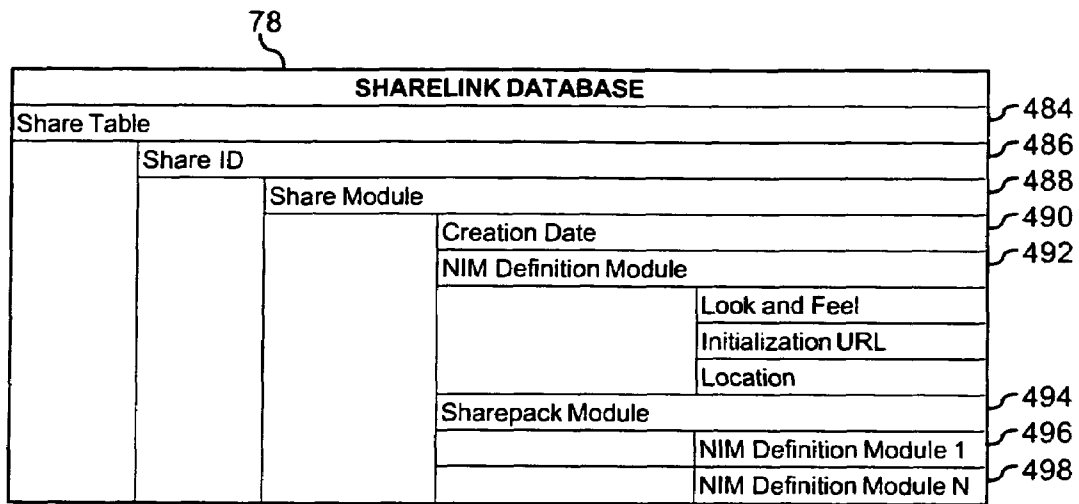 78
SHARELINK DATABASE
Share Table
484
Share ID
486
Share Module
488
Creation Date
490
NIM Definition Module
492
Look and Feel
Initialization URL
Location
Sharepack Module
494
NIM Definition Module 1
496
NIM Definition Module N
498